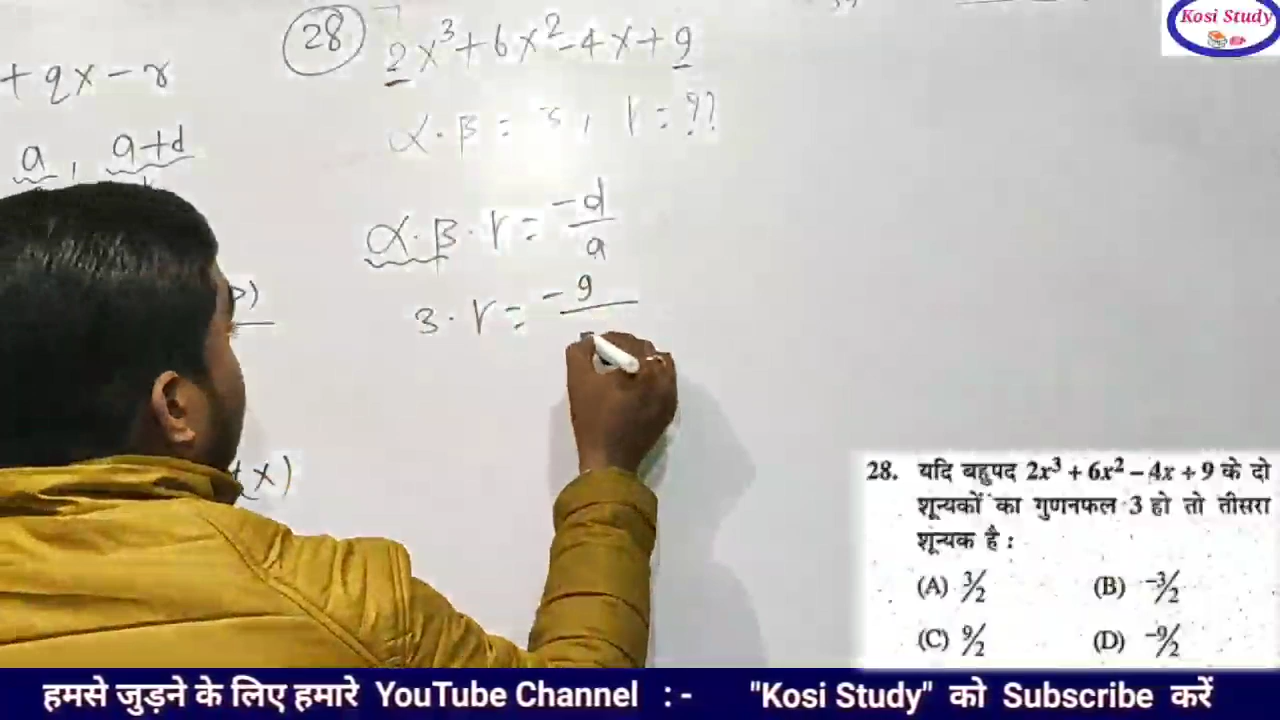 + qx - r
a , a+d
(x)
28 2x³+6x²-4x+9
α·β = 3, γ = ??
α·β·γ = -d/a
3·γ = -9/
Kosi Study
28. यदि बहुपद 2x³ + 6x² – 4x + 9 के दो
शून्यकों का गुणनफल 3 हो तो तीसरा
शून्यक है :
(A) 3/2 (B) -3/2
(C) 9/2 (D) -9/2
हमसे जुड़ने के लिए हमारे YouTube Channel : - "Kosi Study" को Subscribe करें